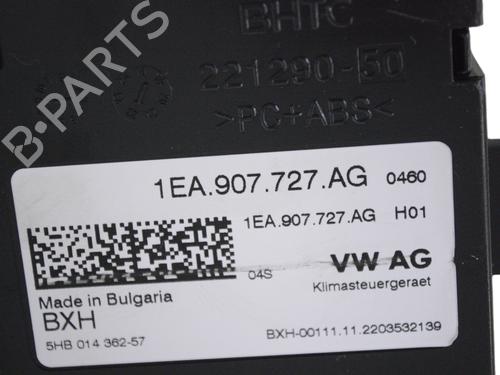 BHTC
221290-50
>PC+ABS<
B-PARTS
1EA.907.727.AG 0460
1EA.907.727.AG H01
04S VW AG
Made in Bulgaria Klimasteuergeraet
BXH
5HB 014 362-57 BXH-00111.11.2203532139